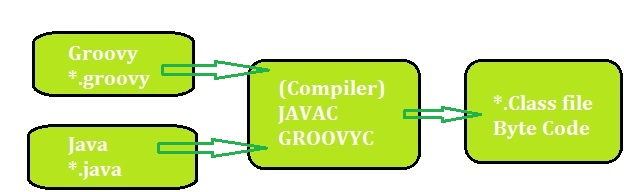 Groovy
*.groovy
Java
*.java
(Compiler)
JAVAC
GROOVYC
*.Class file
Byte Code